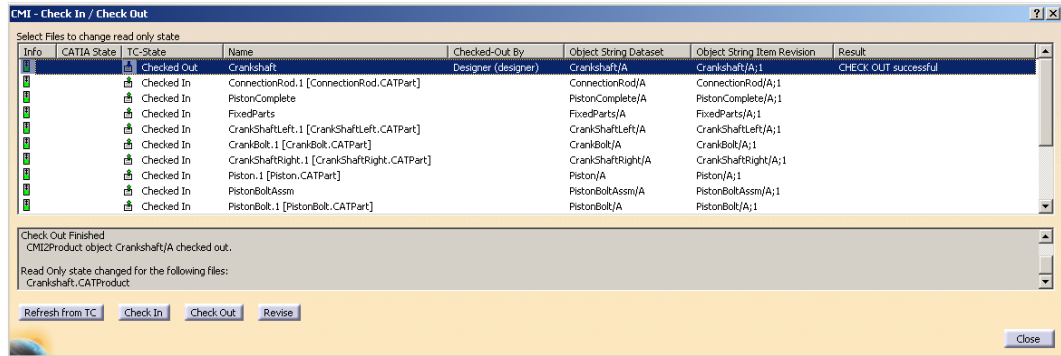 CMI - Check In / Check Out
Select Files to change read only state
Info CATIA State TC-State Name Checked-Out By Object String Dataset Object String Item Revision Result
Checked Out Crankshaft Designer (designer) Crankshaft/A Crankshaft/A;1 CHECK OUT successful
Checked In ConnectionRod.1 [ConnectionRod.CATPart] ConnectionRod/A ConnectionRod/A;1
Checked In PistonComplete PistonComplete/A PistonComplete/A;1
Checked In FixedParts FixedParts/A FixedParts/A;1
Checked In CrankShaftLeft.1 [CrankShaftLeft.CATPart] CrankShaftLeft/A CrankShaftLeft/A;1
Checked In CrankBolt.1 [CrankBolt.CATPart] CrankBolt/A CrankBolt/A;1
Checked In CrankShaftRight.1 [CrankShaftRight.CATPart] CrankShaftRight/A CrankShaftRight/A;1
Checked In Piston.1 [Piston.CATPart] Piston/A Piston/A;1
Checked In PistonBoltAssm PistonBoltAssm/A PistonBoltAssm/A;1
Checked In PistonBolt.1 [PistonBolt.CATPart] PistonBolt/A PistonBolt/A;1
Check Out Finished
CMI2Product object Crankshaft/A checked out.
Read Only state changed for the following files:
Crankshaft.CATProduct
Refresh from TC Check In Check Out Revise
Close